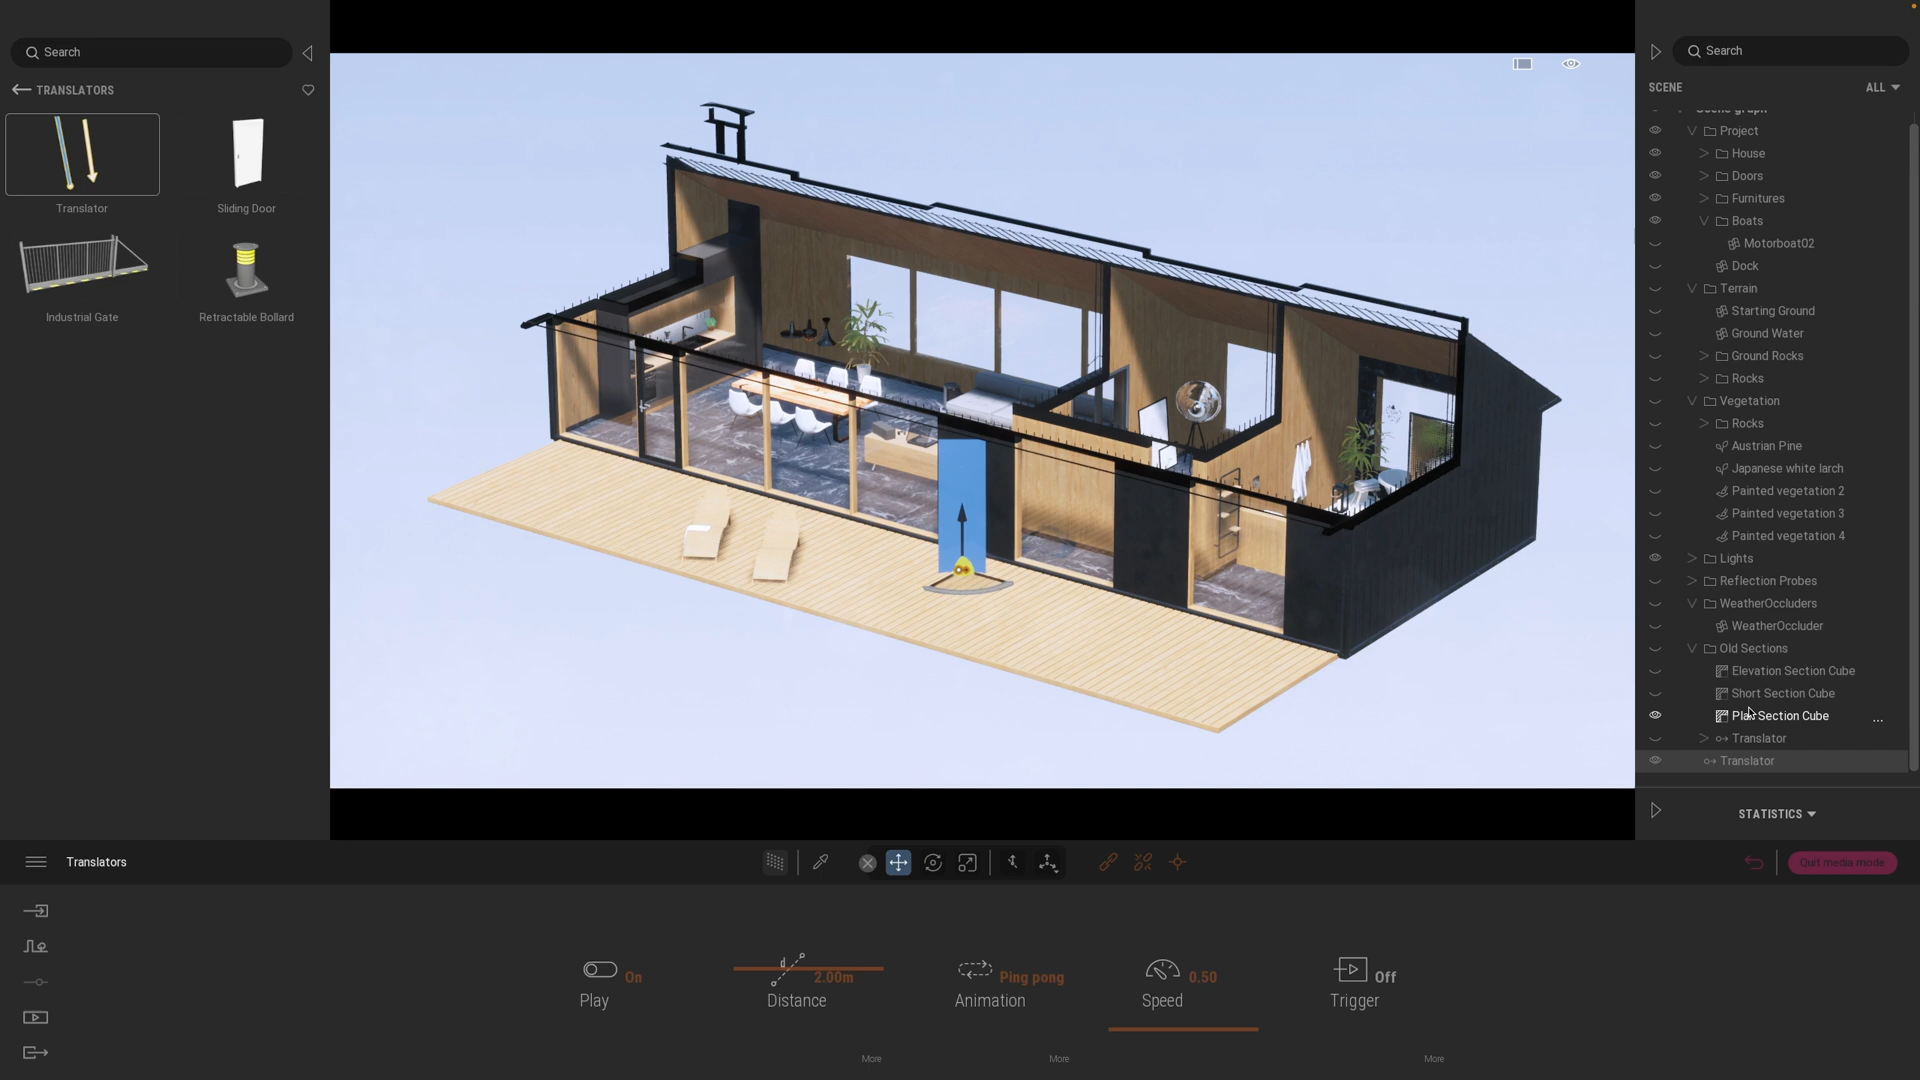 Search
TRANSLATORS
Translator
Sliding Door
Industrial Gate
Retractable Bollard
Search
SCENE
ALL
Project
House
Doors
Furnitures
Boats
Motorboat02
Dock
Terrain
Starting Ground
Ground Water
Ground Rocks
Rocks
Vegetation
Rocks
Austrian Pine
Japanese white larch
Painted vegetation 2
Painted vegetation 3
Painted vegetation 4
Lights
Reflection Probes
WeatherOccluders
WeatherOccluder
Old Sections
Elevation Section Cube
Short Section Cube
Plan Section Cube
...
Translator
Translator
STATISTICS
Translators
Quit media mode
On
Play
2.00m
Distance
More
Ping pong
Animation
More
0.50
Speed
Off
Trigger
More